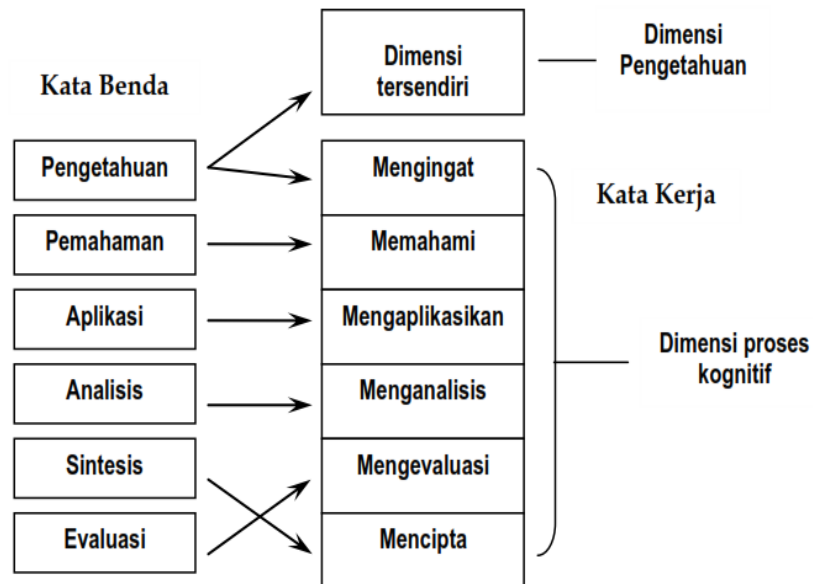 Dimensi
tersendiri
Dimensi
Pengetahuan
Kata Benda
Pengetahuan
Mengingat
Kata Kerja
Pemahaman
Memahami
Aplikasi
Mengaplikasikan
Dimensi proses
kognitif
Analisis
Menganalisis
Sintesis
Mengevaluasi
Evaluasi
Mencipta